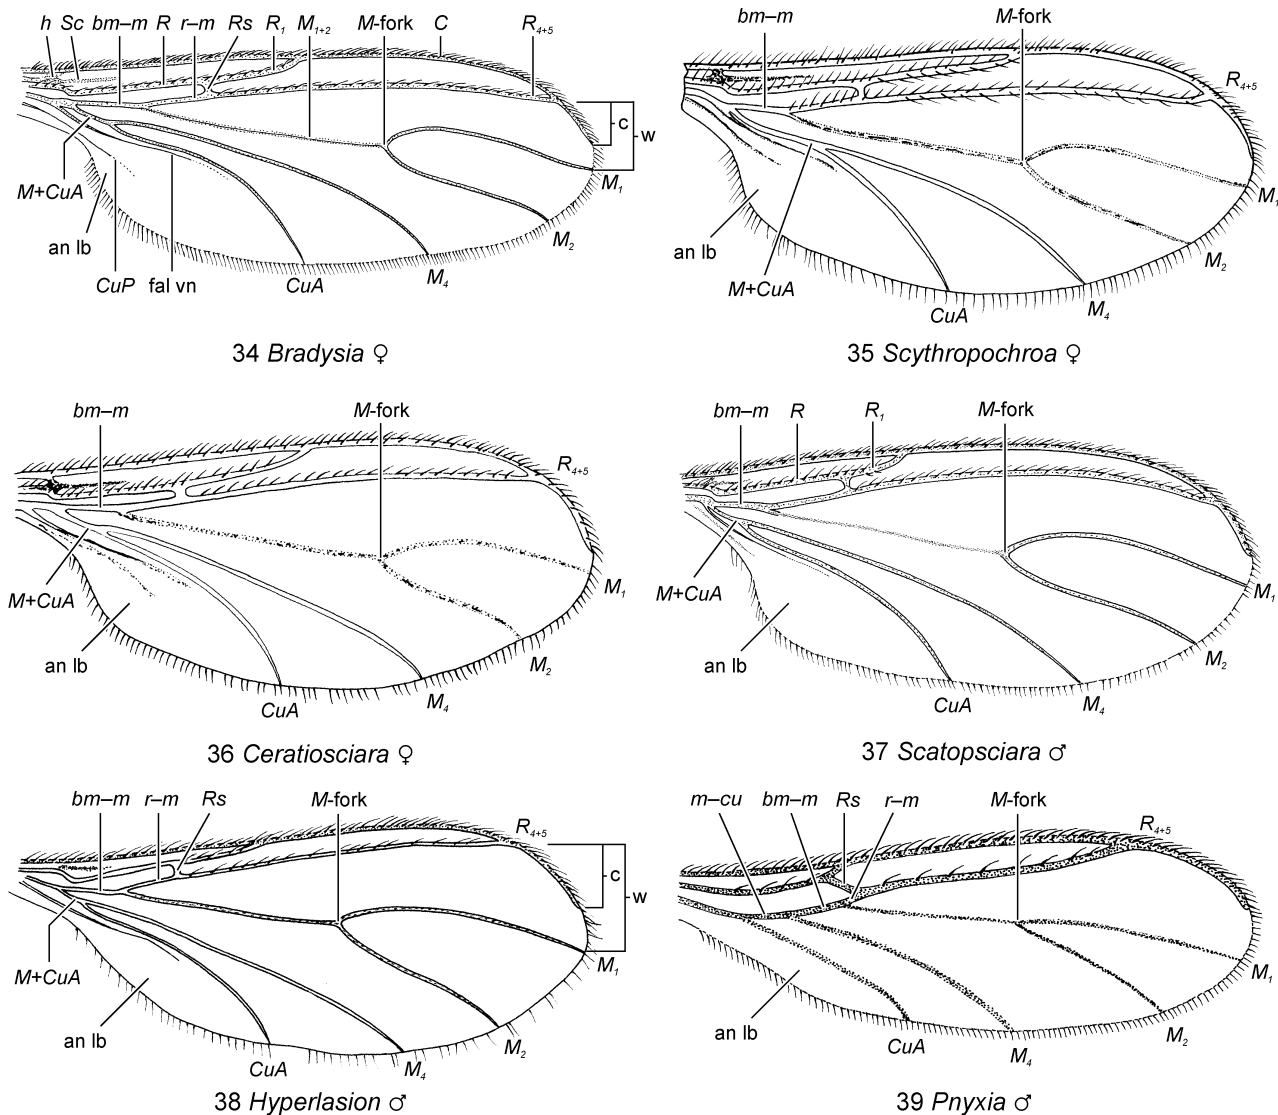 h Sc bm–m R r–m Rs R₁ M₁₊₂ M-fork C R₄₊₅
c
w
M+CuA
M₁
an lb
M₂
CuP fal vn CuA M₄
34 Bradysia ♀
bm–m M-fork
R₄₊₅
M₁
an lb
M₂
M+CuA
CuA M₄
35 Scythropochroa ♀
bm–m M-fork
R₄₊₅
M₁
M+CuA
an lb
M₂
CuA M₄
36 Ceratiosciara ♀
bm–m R R₁ M-fork
M+CuA
M₁
an lb
M₂
CuA M₄
37 Scatopsciara ♂
bm–m r–m Rs M-fork
R₄₊₅
c
w
M+CuA
M₁
an lb
M₂
CuA M₄
38 Hyperlasion ♂
m–cu bm–m Rs r–m M-fork
R₄₊₅
M₁
an lb
M₂
CuA M₄
39 Pnyxia ♂